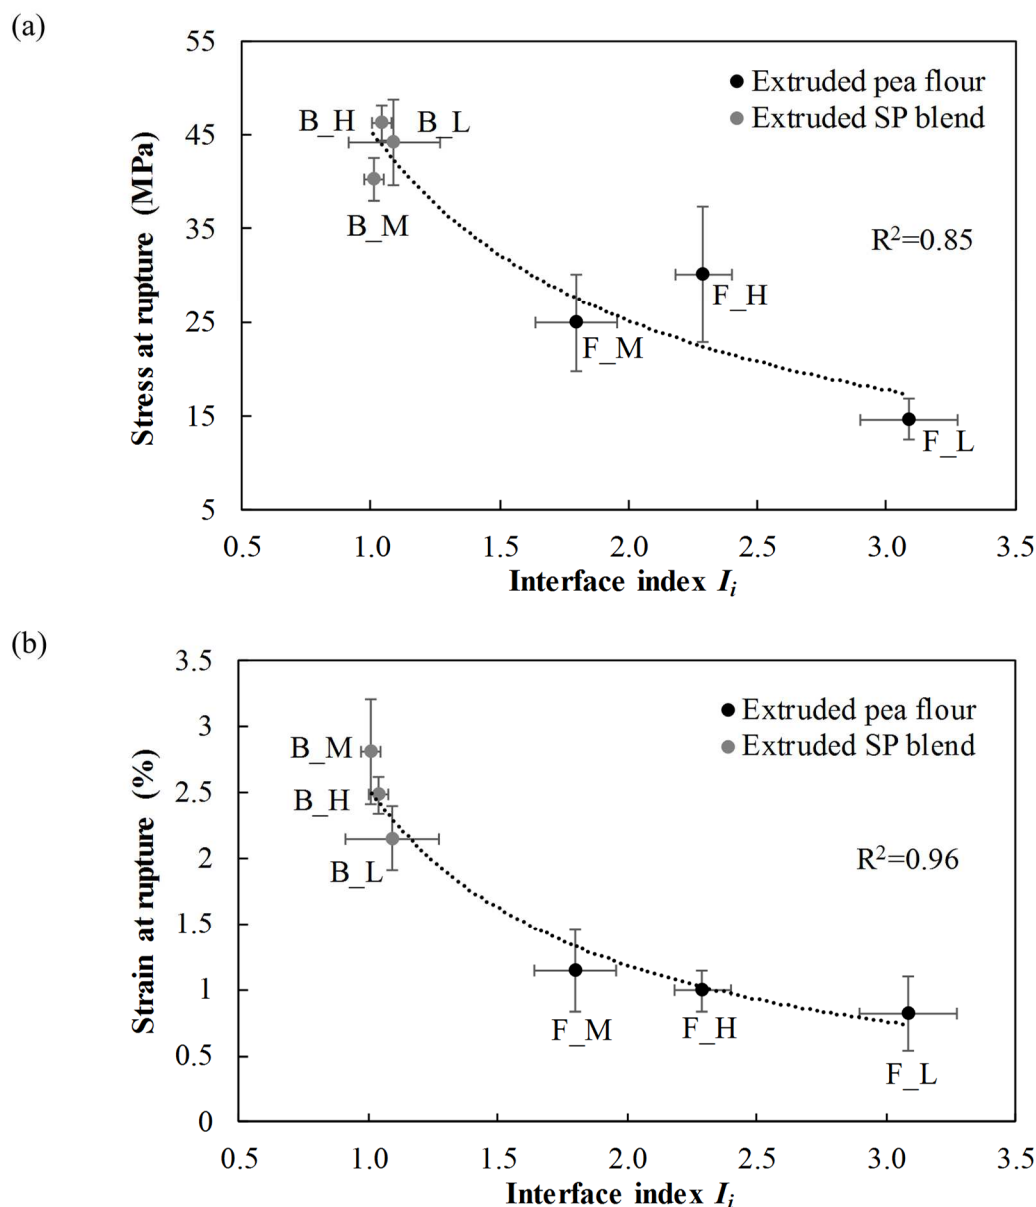 (a)
55
45
35
25
15
5
Stress at rupture (MPa)
Extruded pea flour
Extruded SP blend
B_H
B_L
B_M
R²=0.85
F_H
F_M
F_L
0.5 1.0 1.5 2.0 2.5 3.0 3.5
Interface index Iᵢ
(b)
3.5
3
2.5
2
1.5
1
0.5
0
Strain at rupture (%)
Extruded pea flour
Extruded SP blend
B_M
B_H
B_L
R²=0.96
F_M
F_H
F_L
0.5 1.0 1.5 2.0 2.5 3.0 3.5
Interface index Iᵢ